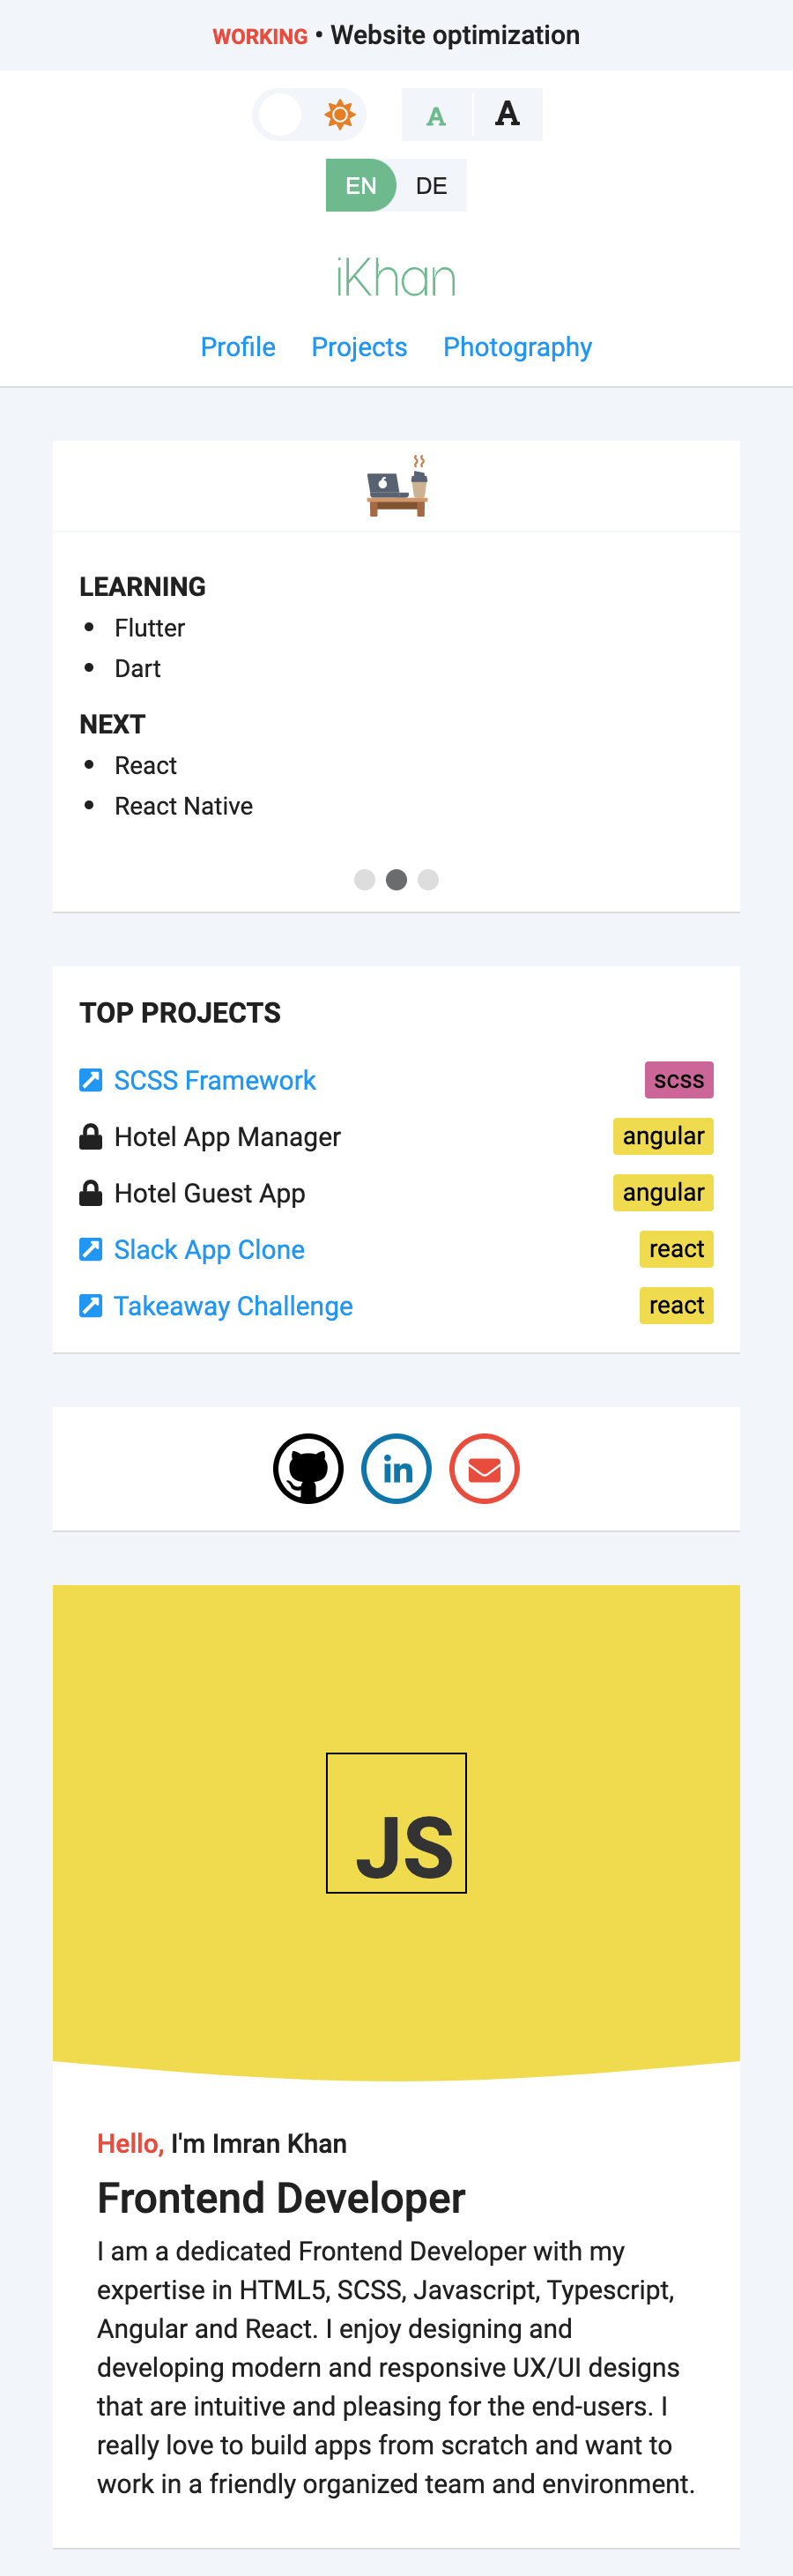 WORKING • Website optimization
A A
EN DE
iKhan
Profile Projects Photography
LEARNING
• Flutter
• Dart
NEXT
• React
• React Native
TOP PROJECTS
SCSS Framework scss
Hotel App Manager angular
Hotel Guest App angular
Slack App Clone react
Takeaway Challenge react
in
JS
Hello, I'm Imran Khan
Frontend Developer
I am a dedicated Frontend Developer with my
expertise in HTML5, SCSS, Javascript, Typescript,
Angular and React. I enjoy designing and
developing modern and responsive UX/UI designs
that are intuitive and pleasing for the end-users. I
really love to build apps from scratch and want to
work in a friendly organized team and environment.